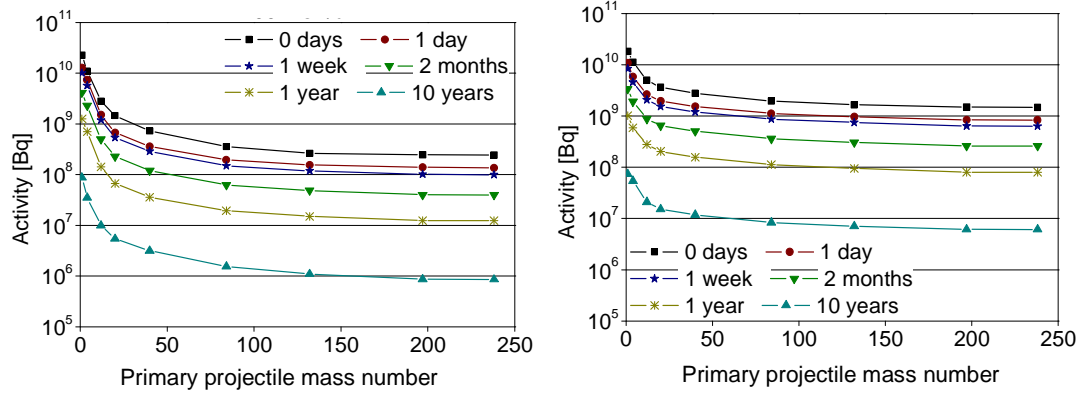 10^11
10^10
10^9
10^8
10^7
10^6
10^5
Activity [Bq]
0 days
1 day
1 week
2 months
1 year
10 years
0
50
100
150
200
250
Primary projectile mass number
10^11
10^10
10^9
10^8
10^7
10^6
10^5
Activity [Bq]
0 days
1 day
1 week
2 months
1 year
10 years
0
50
100
150
200
250
Primary projectile mass number